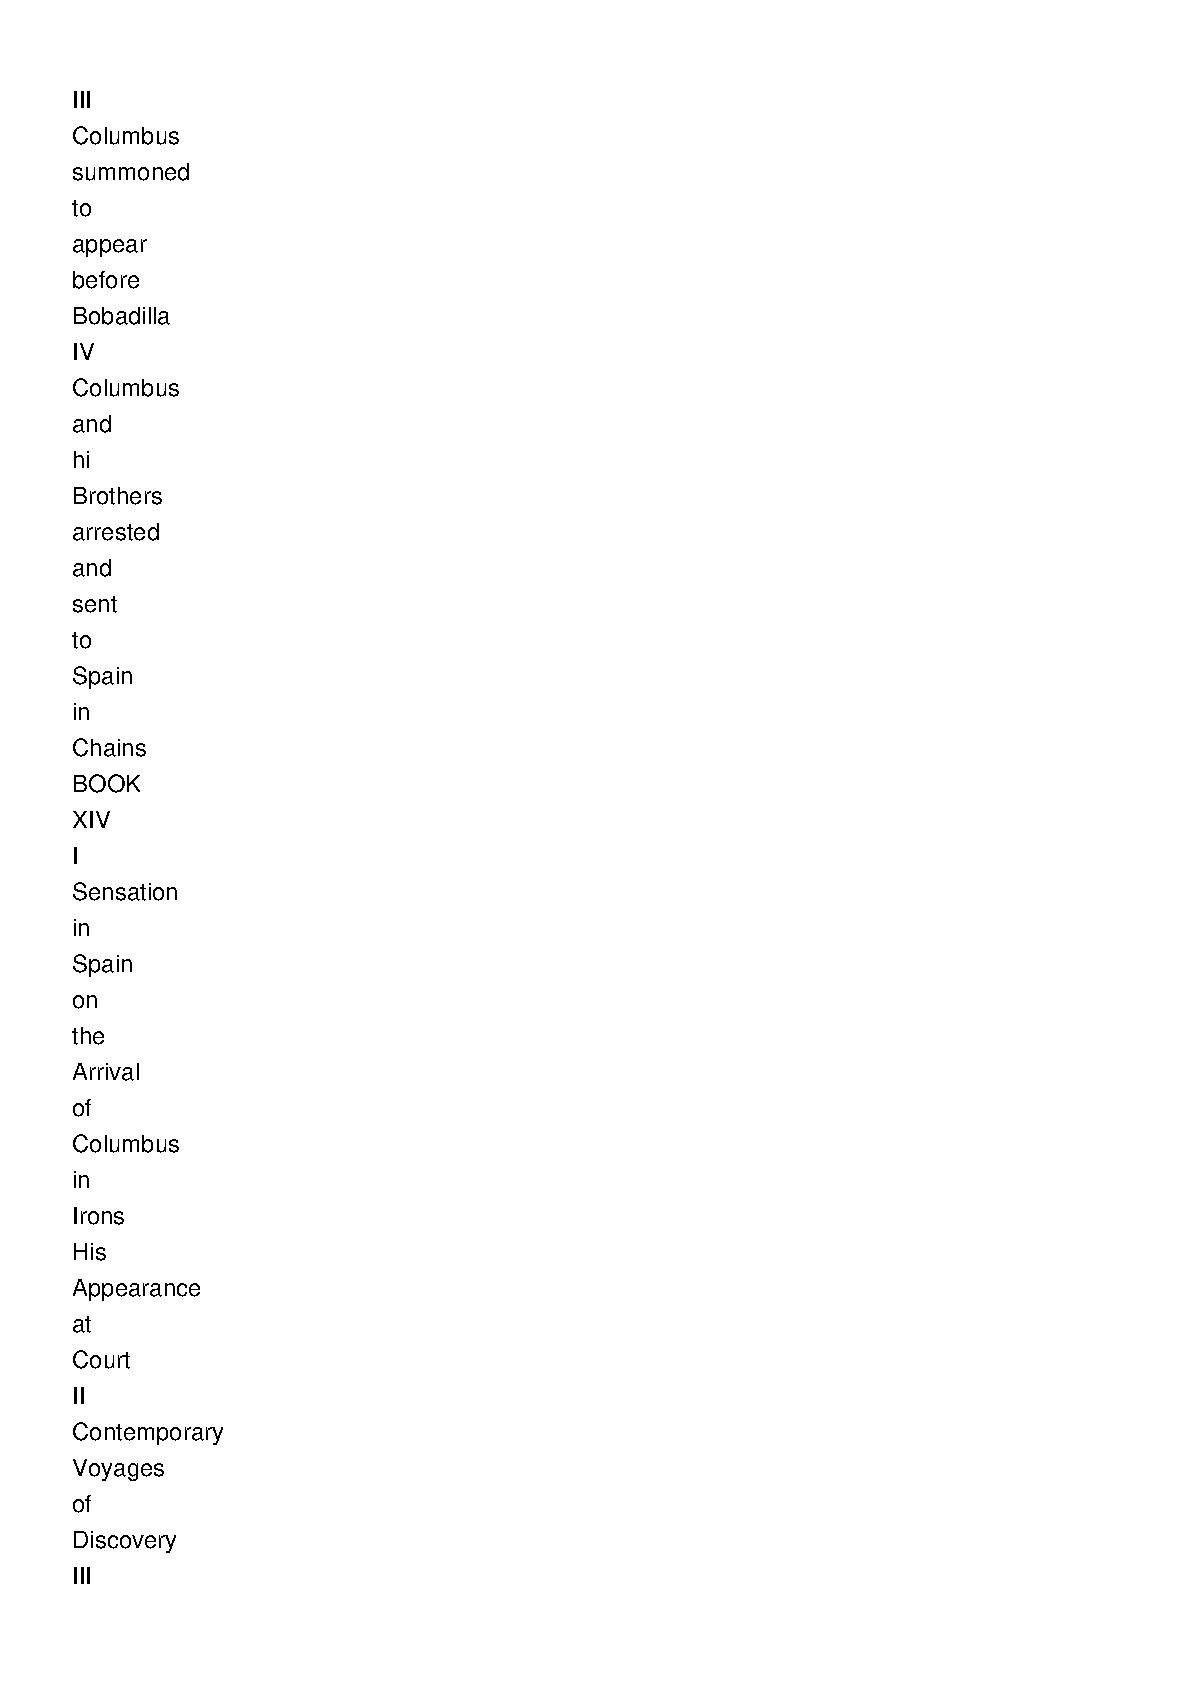 III
Columbus
summoned
to
appear
before
Bobadilla
IV
Columbus
and
hi
Brothers
arrested
and
sent
to
Spain
in
Chains
BOOK
XIV
I
Sensation
in
Spain
on
the
Arrival
of
Columbus
in
Irons
His
Appearance
at
Court
II
Contemporary
Voyages
of
Discovery
III